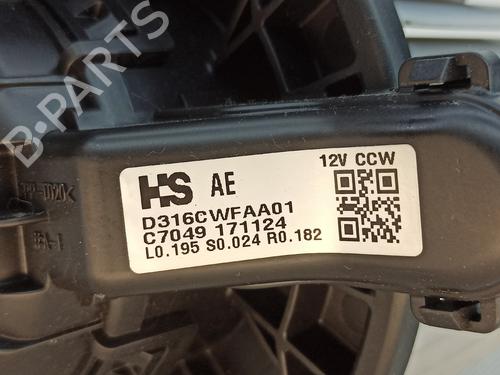 B-PARTS
HS AE
12V CCW
D316CWFAA01
C7049 171124
L0.195 S0.024 R0.182